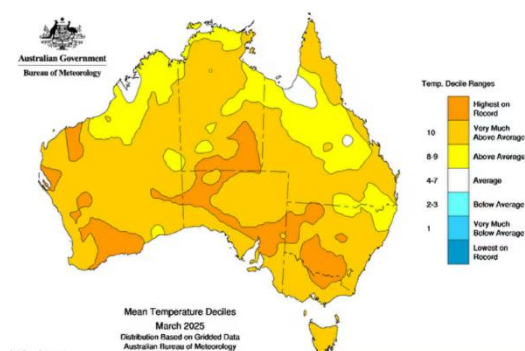 Australian Government
Bureau of Meteorology
Temp. Decile Ranges
Highest on
Record
10
Very Much
Above Average
8-9
Above Average
4-7
Average
2-3
Below Average
1
Very Much
Below Average
Lowest on
Record
Mean Temperature Deciles
March 2025
Distribution Based on Gridded Data
Australian Bureau of Meteorology